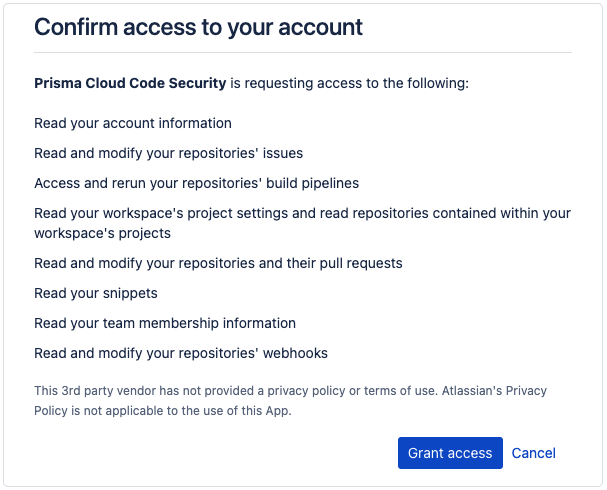 Confirm access to your account
Prisma Cloud Code Security is requesting access to the following:
Read your account information
Read and modify your repositories' issues
Access and rerun your repositories' build pipelines
Read your workspace's project settings and read repositories contained within your
workspace's projects
Read and modify your repositories and their pull requests
Read your snippets
Read your team membership information
Read and modify your repositories' webhooks
This 3rd party vendor has not provided a privacy policy or terms of use. Atlassian's Privacy
Policy is not applicable to the use of this App.
Grant access Cancel